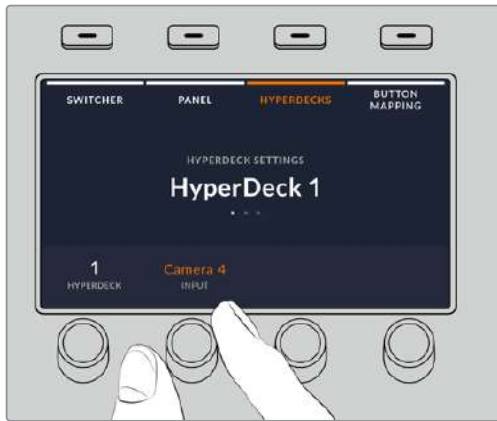 SWITCHER PANEL HYPERDECKS BUTTON MAPPING
HYPERDECK SETTINGS
HyperDeck 1
1 Camera 4
HYPERDECK INPUT